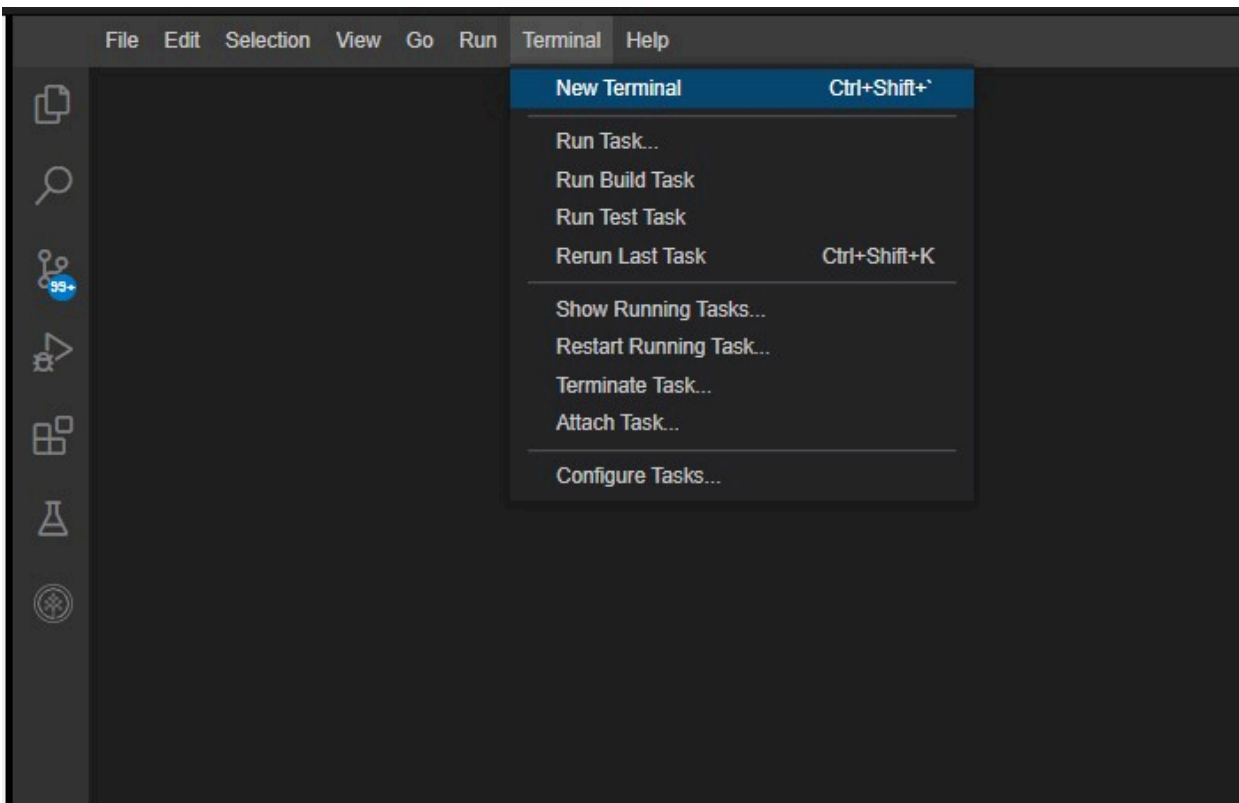 File Edit Selection View Go Run Terminal Help
New Terminal Ctrl+Shift+`
Run Task...
Run Build Task
Run Test Task
Rerun Last Task Ctrl+Shift+K
99+
Show Running Tasks...
Restart Running Task...
Terminate Task...
Attach Task...
Configure Tasks...